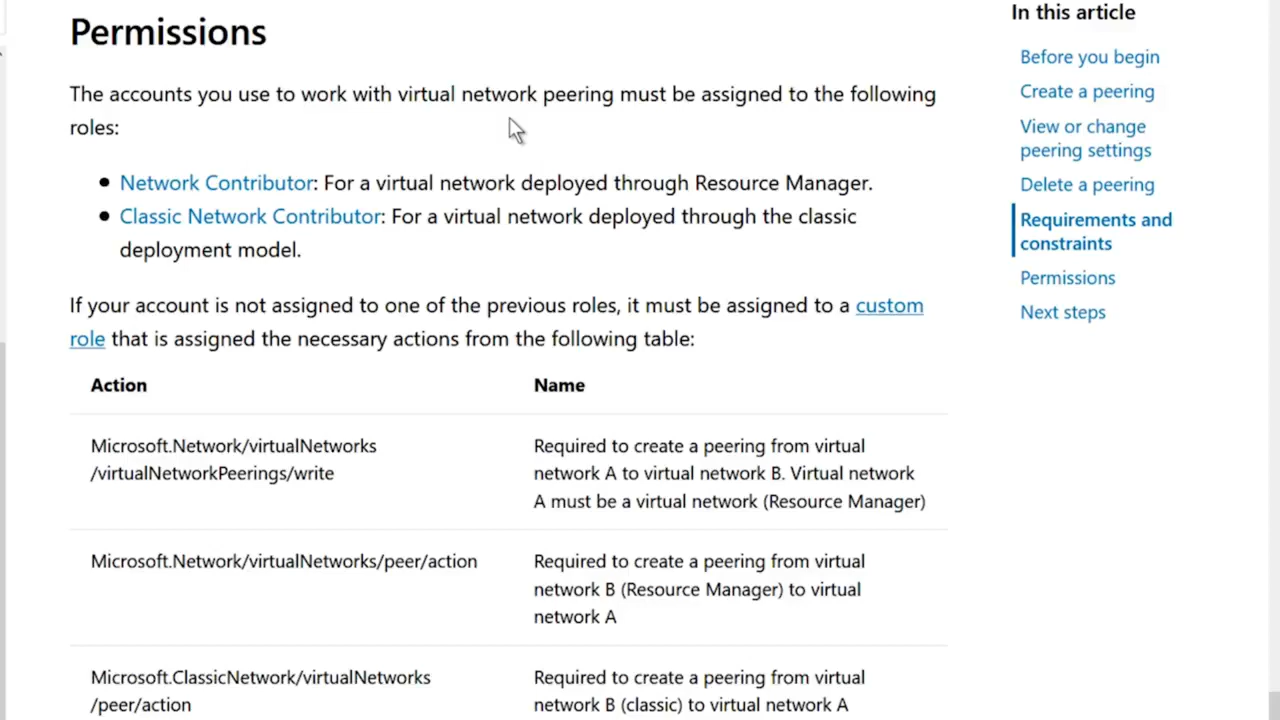 Permissions
The accounts you use to work with virtual network peering must be assigned to the following
roles:
Network Contributor: For a virtual network deployed through Resource Manager.
Classic Network Contributor: For a virtual network deployed through the classic
deployment model.
If your account is not assigned to one of the previous roles, it must be assigned to a custom
role that is assigned the necessary actions from the following table:
Action
Name
Microsoft.Network/virtualNetworks
/virtualNetworkPeerings/write
Required to create a peering from virtual
network A to virtual network B. Virtual network
A must be a virtual network (Resource Manager)
Microsoft.Network/virtualNetworks/peer/action
Required to create a peering from virtual
network B (Resource Manager) to virtual
network A
Microsoft.ClassicNetwork/virtualNetworks
/peer/action
Required to create a peering from virtual
network B (classic) to virtual network A
In this article
Before you begin
Create a peering
View or change
peering settings
Delete a peering
Requirements and
constraints
Permissions
Next steps